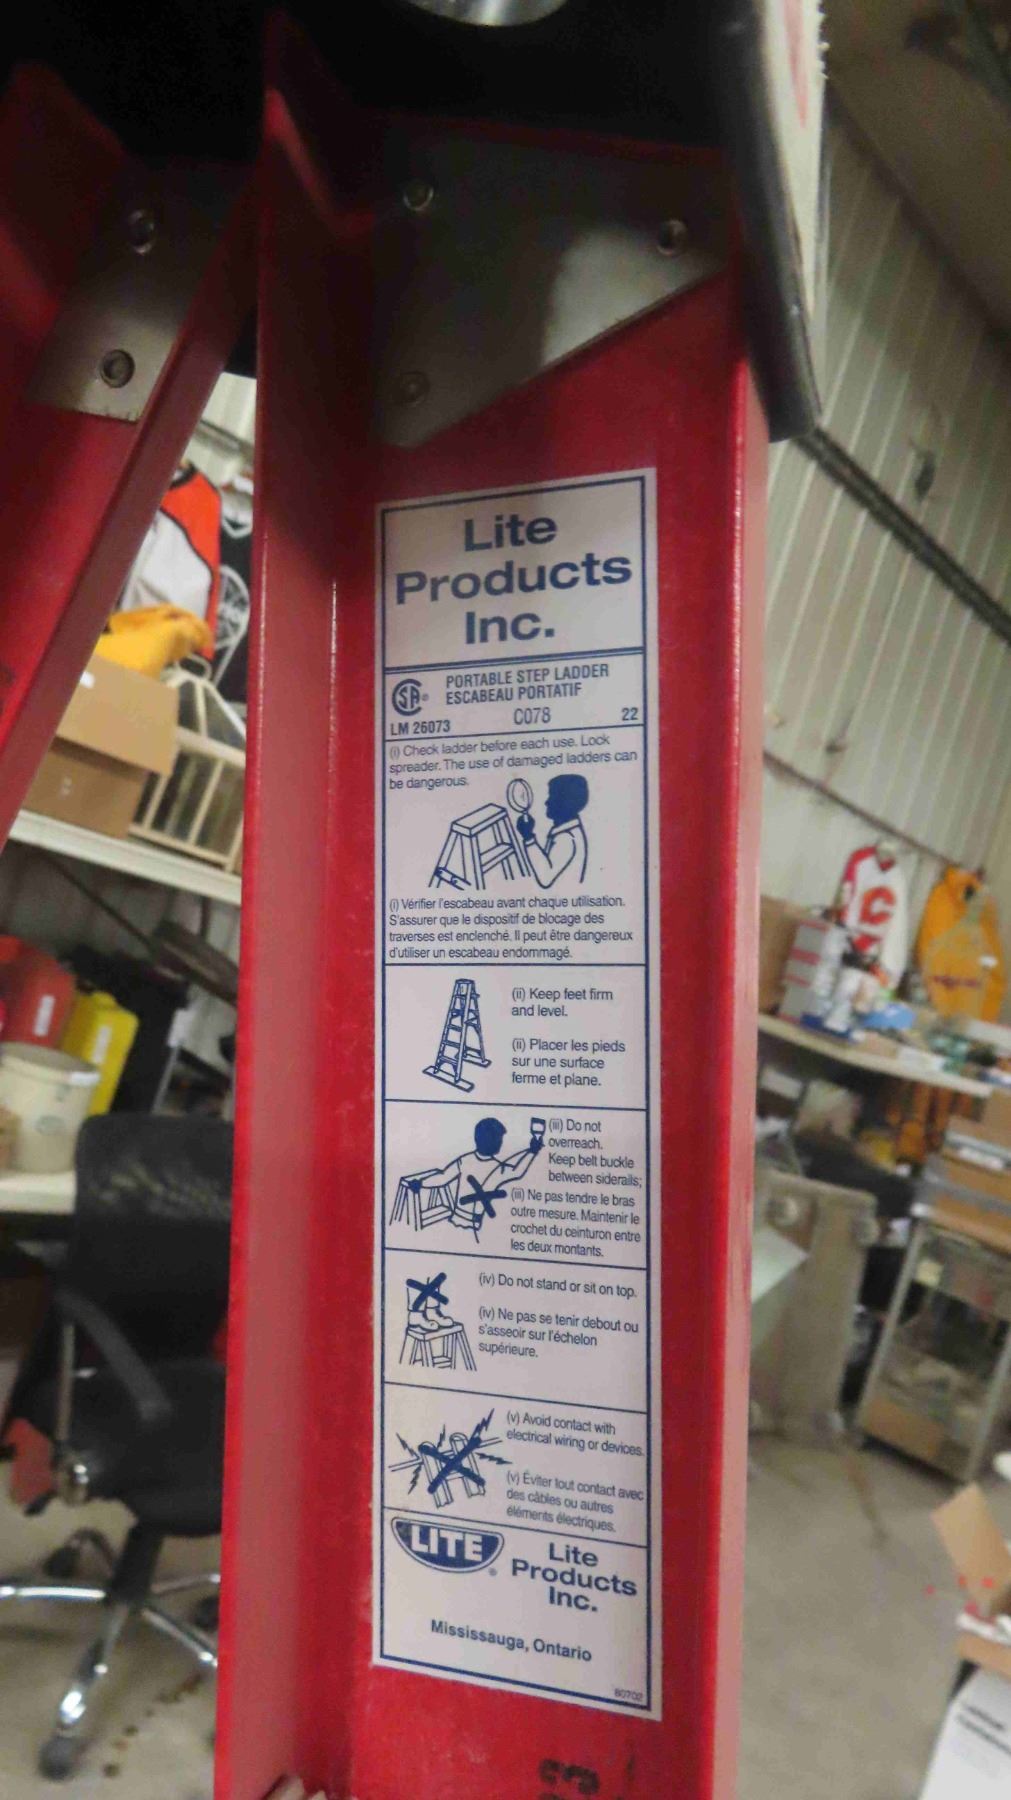 Lite
Products
Inc.
PORTABLE STEP LADDER
ESCABEAU PORTATIF
LM 26073 C078 22
(i) Check ladder before each use. Lock
spreader. The use of damaged ladders can
be dangerous.
(i) Vérifier l'escabeau avant chaque utilisation.
S'assurer que le dispositif de blocage des
traverses est enclenché. Il peut être dangereux
d'utiliser un escabeau endommagé.
(ii) Keep feet firm
and level.
(ii) Placer les pieds
sur une surface
ferme et plane.
(iii) Do not
overreach.
Keep belt buckle
between siderails;
(iii) Ne pas tendre le bras
outre mesure. Maintenir le
crochet du ceinturon entre
les deux montants.
(iv) Do not stand or sit on top.
(iv) Ne pas se tenir debout ou
s'asseoir sur l'échelon
supérieure.
(v) Avoid contact with
electrical wiring or devices.
(v) Éviter tout contact avec
des câbles ou autres
éléments électriques.
LITE®
Lite
Products
Inc.
Mississauga, Ontario
80702